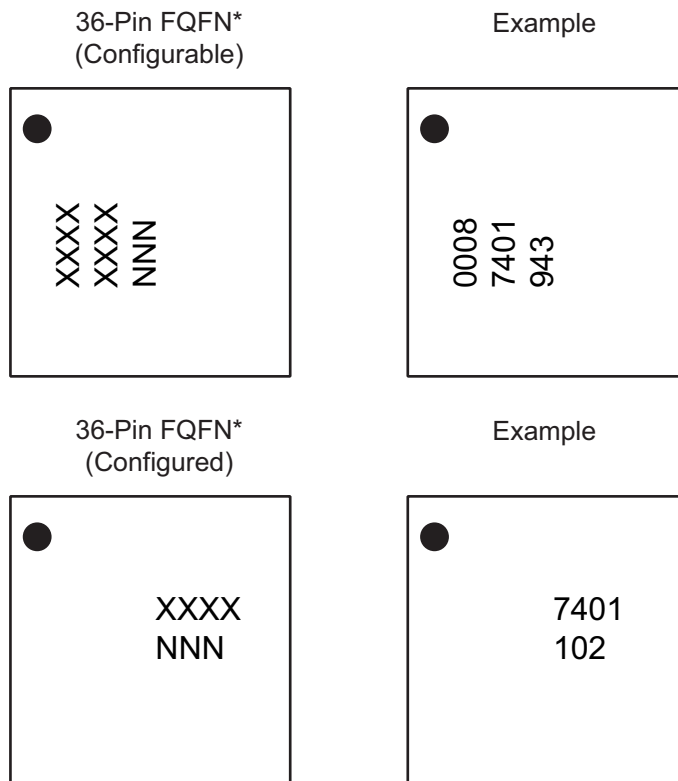 36-Pin FQFN*
(Configurable)
Example
XXXX
XXXX
NNN
0008
7401
943
36-Pin FQFN*
(Configured)
Example
XXXX
NNN
7401
102